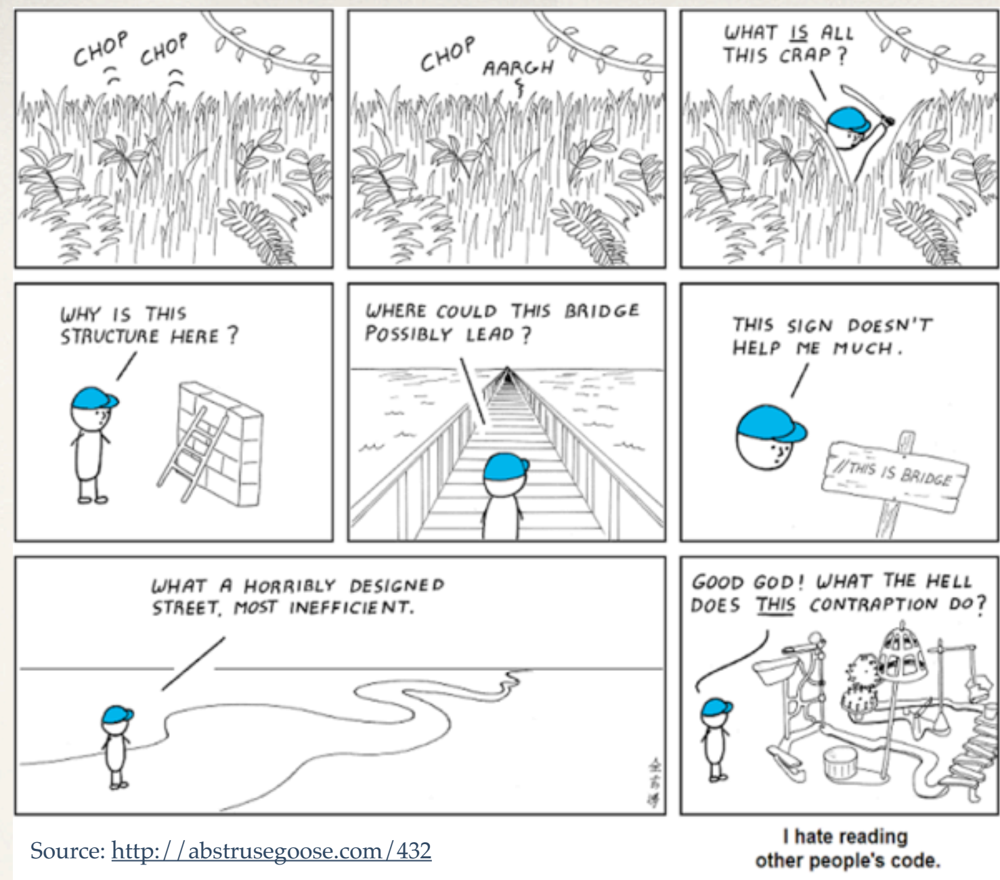 CHOP CHOP
CHOP
AARGH
WHAT IS ALL
THIS CRAP?
WHY IS THIS
STRUCTURE HERE?
WHERE COULD THIS BRIDGE
POSSIBLY LEAD?
THIS SIGN DOESN'T
HELP ME MUCH.
//THIS IS BRIDGE
WHAT A HORRIBLY DESIGNED
STREET, MOST INEFFICIENT.
GOOD GOD! WHAT THE HELL
DOES THIS CONTRAPTION DO?
I hate reading
other people's code.
Source: http://abstrusegoose.com/432